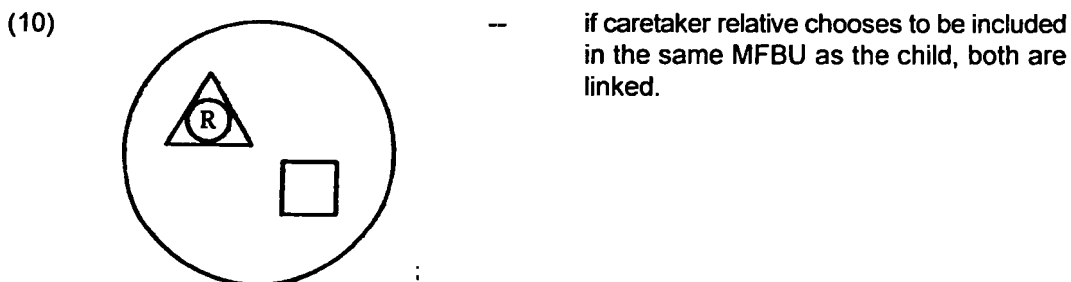 (10) -- if caretaker relative chooses to be included
in the same MFBU as the child, both are
linked.
R
;